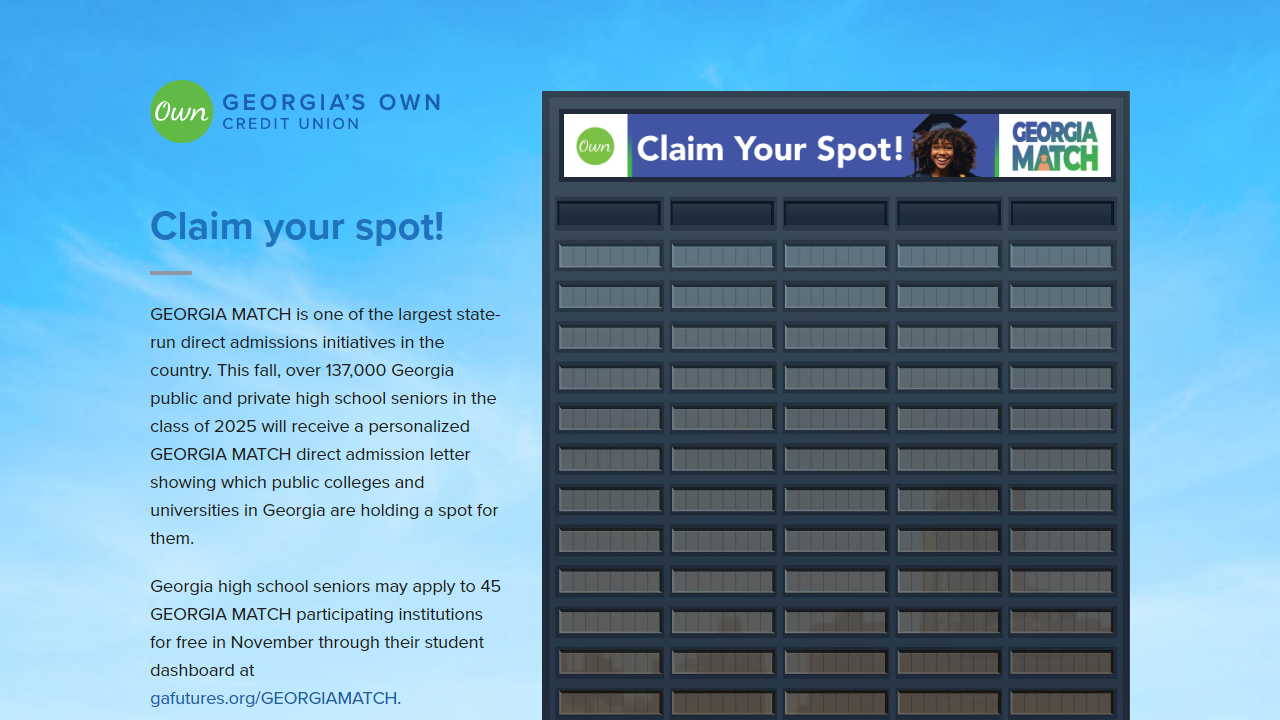 Own
GEORGIA'S OWN
CREDIT UNION
Claim your spot!
GEORGIA MATCH is one of the largest state-
run direct admissions initiatives in the
country. This fall, over 137,000 Georgia
public and private high school seniors in the
class of 2025 will receive a personalized
GEORGIA MATCH direct admission letter
showing which public colleges and
universities in Georgia are holding a spot for
them.
Georgia high school seniors may apply to 45
GEORGIA MATCH participating institutions
for free in November through their student
dashboard at
gafutures.org/GEORGIAMATCH.
Own
Claim Your Spot!
GEORGIA
MATCH